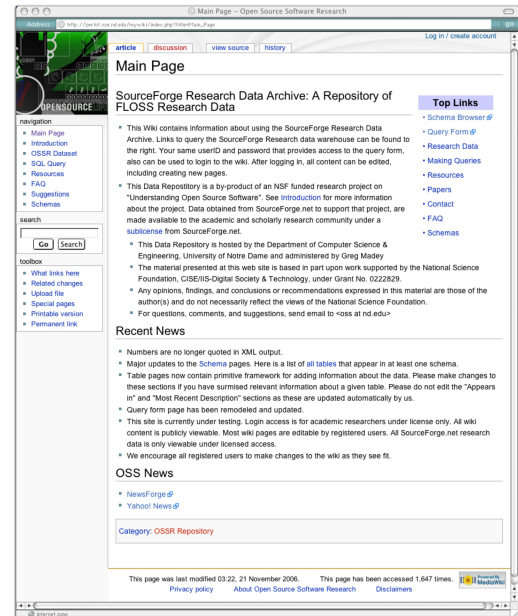 Main Page - Open Source Software Research
Address: http://zerlot.cse.nd.edu/mywiki/index.php?title=Main_Page
go
Log in / create account
article
discussion
view source
history
OPENSOURCE
Main Page
SourceForge Research Data Archive: A Repository of
FLOSS Research Data
This Wiki contains information about using the SourceForge Research Data
Archive. Links to query the SourceForge Research data warehouse can be found to
the right. Your same userID and password that provides access to the query form,
also can be used to login to the wiki. After logging in, all content can be edited,
including creating new pages.
This Data Repostitory is a by-product of an NSF funded research project on
"Understanding Open Source Software". See Introduction for more information
about the project. Data obtained from SourceForge.net to support that project, are
made available to the academic and scholarly research community under a
sublicense from SourceForge.net.
This Data Repository is hosted by the Department of Computer Science &
Engineering, University of Notre Dame and administered by Greg Madey
The material presented at this web site is based in part upon work supported by the National Science
Foundation, CISE/IIS-Digital Society & Technology, under Grant No. 0222829.
Any opinions, findings, and conclusions or recommendations expressed in this material are those of the
author(s) and do not necessarily reflect the views of the National Science Foundation.
For questions, comments, and suggestions, send email to <oss at nd.edu>
Top Links
Schema Browser
Query Form
Research Data
Making Queries
Resources
Papers
Contact
FAQ
Schemas
Recent News
Numbers are no longer quoted in XML output.
Major updates to the Schema pages. Here is a list of all tables that appear in at least one schema.
Table pages now contain primitive framework for adding information about the data. Please make changes to
these sections if you have surmised relevant information about a given table. Please do not edit the "Appears
in" and "Most Recent Description" sections as these are updated automatically by us.
Query form page has been remodeled and updated.
This site is currently under testing. Login access is for academic researchers under license only. All wiki
content is publicly viewable. Most wiki pages are editable by registered users. All SourceForge.net research
data is only viewable under licensed access.
We encourage all registered users to make changes to the wiki as they see fit.
OSS News
NewsForge
Yahoo! News
Category: OSSR Repository
navigation
Main Page
Introduction
OSSR Dataset
SQL Query
Resources
FAQ
Suggestions
Schemas
search
Go
Search
toolbox
What links here
Related changes
Upload file
Special pages
Printable version
Permanent link
This page was last modified 03:22, 21 November 2006. This page has been accessed 1,647 times.
Privacy policy About Open Source Software Research Disclaimers
Powered By
MediaWiki
Internet zone